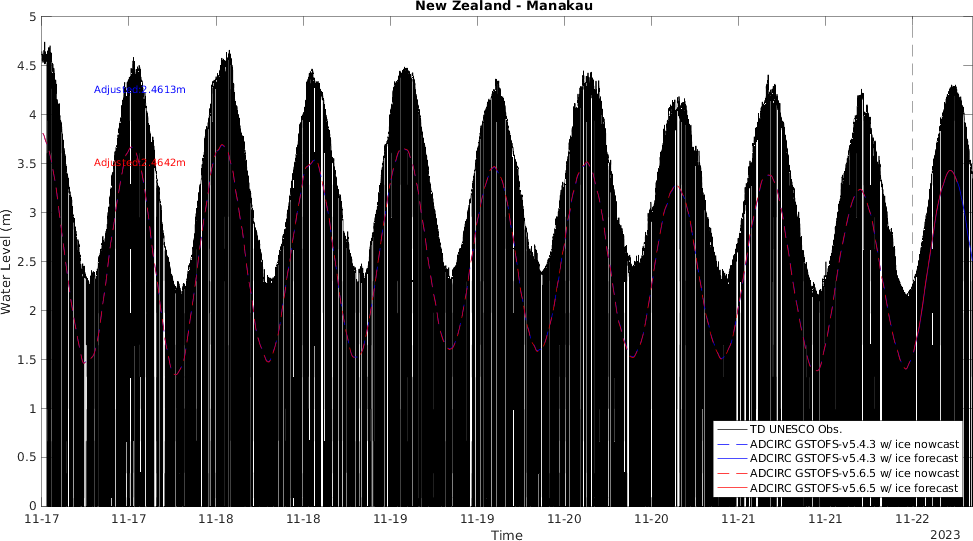 New Zealand - Manakau
5
4.5
4
3.5
3
2.5
2
1.5
1
0.5
0
Water Level (m)
Adjusted 2.4613m
Adjusted 2.4642m
TD UNESCO Obs.
ADCIRC GSTOFS-v5.4.3 w/ ice nowcast
ADCIRC GSTOFS-v5.4.3 w/ ice forecast
ADCIRC GSTOFS-v5.6.5 w/ ice nowcast
ADCIRC GSTOFS-v5.6.5 w/ ice forecast
11-17 11-17 11-18 11-18 11-19 11-19 11-20 11-20 11-21 11-21 11-22
Time
2023